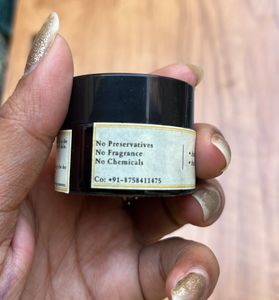 No Preservatives
No Fragrance
No Chemicals
Co: +91-8758411475